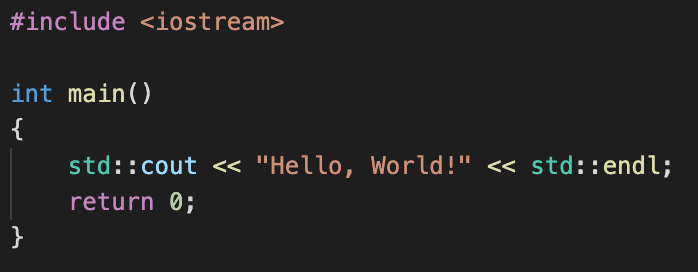 #include <iostream>
int main()
{
    std::cout << "Hello, World!" << std::endl;
    return 0;
}